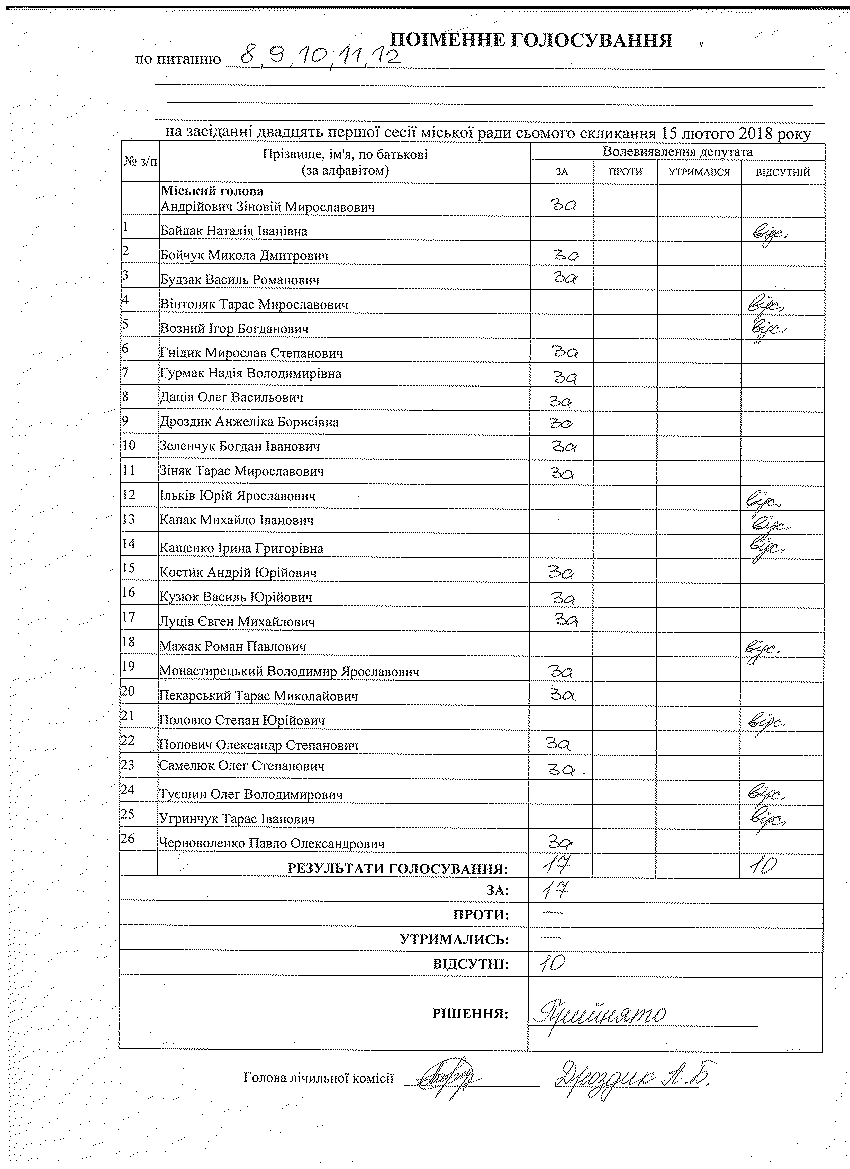 ПОІМЕННЕ ГОЛОСУВАННЯ
по питанню 8, 9, 10, 11, 12
на засіданні двадцять першої сесії міської ради сьомого скликання 15 лютого 2018 року
№ з/п Прізвище, ім'я, по батькові (за алфавітом) Волевиявлення депутата
ЗА ПРОТИ УТРИМАВСЯ ВІДСУТНІЙ
Міський голова
Андрійович Зіновій Мирославович За
1 Байдак Наталія Іванівна відс.
2 Бойчук Микола Дмитрович За
3 Будзак Василь Романович За
4 Вінтоняк Тарас Мирославович відс.
5 Возний Ігор Богданович відс.
6 Гнідик Мирослав Степанович За
7 Гурмак Надія Володимирівна За
8 Дація Олег Васильович За
9 Дроздик Анжеліка Борисівна За
10 Зеленчук Богдан Іванович За
11 Зіняк Тарас Мирославович За
12 Ільків Юрій Ярославович відс.
13 Капак Михайло Іванович відс.
14 Кащенко Ірина Григорівна відс.
15 Костик Андрій Юрійович За
16 Кузюк Василь Юрійович За
17 Луців Євген Михайлович За
18 Мажак Роман Павлович відс.
19 Монастирецький Володимир Ярославович За
20 Пекарський Тарас Миколайович За
21 Половко Степан Юрійович відс.
22 Попович Олександр Степанович За
23 Самелюк Олег Степанович За
24 Туєшин Олег Володимирович відс.
25 Угринчук Тарас Іванович відс.
26 Черноволенко Павло Олександрович За
РЕЗУЛЬТАТИ ГОЛОСУВАННЯ: 17 10
ЗА: 17
ПРОТИ: —
УТРИМАЛИСЬ: —
ВІДСУТНІ: 10
РІШЕННЯ: Прийнято
Голова лічильної комісії Дроздик А.Б.